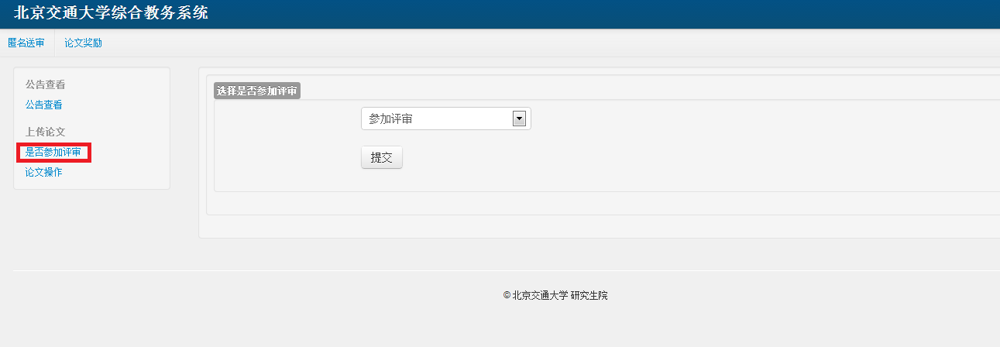 北京交通大学综合教务系统
匿名送审 论文奖励
公告查看
公告查看
上传论文
是否参加评审
论文操作
选择是否参加评审
参加评审
提交
© 北京交通大学 研究生院